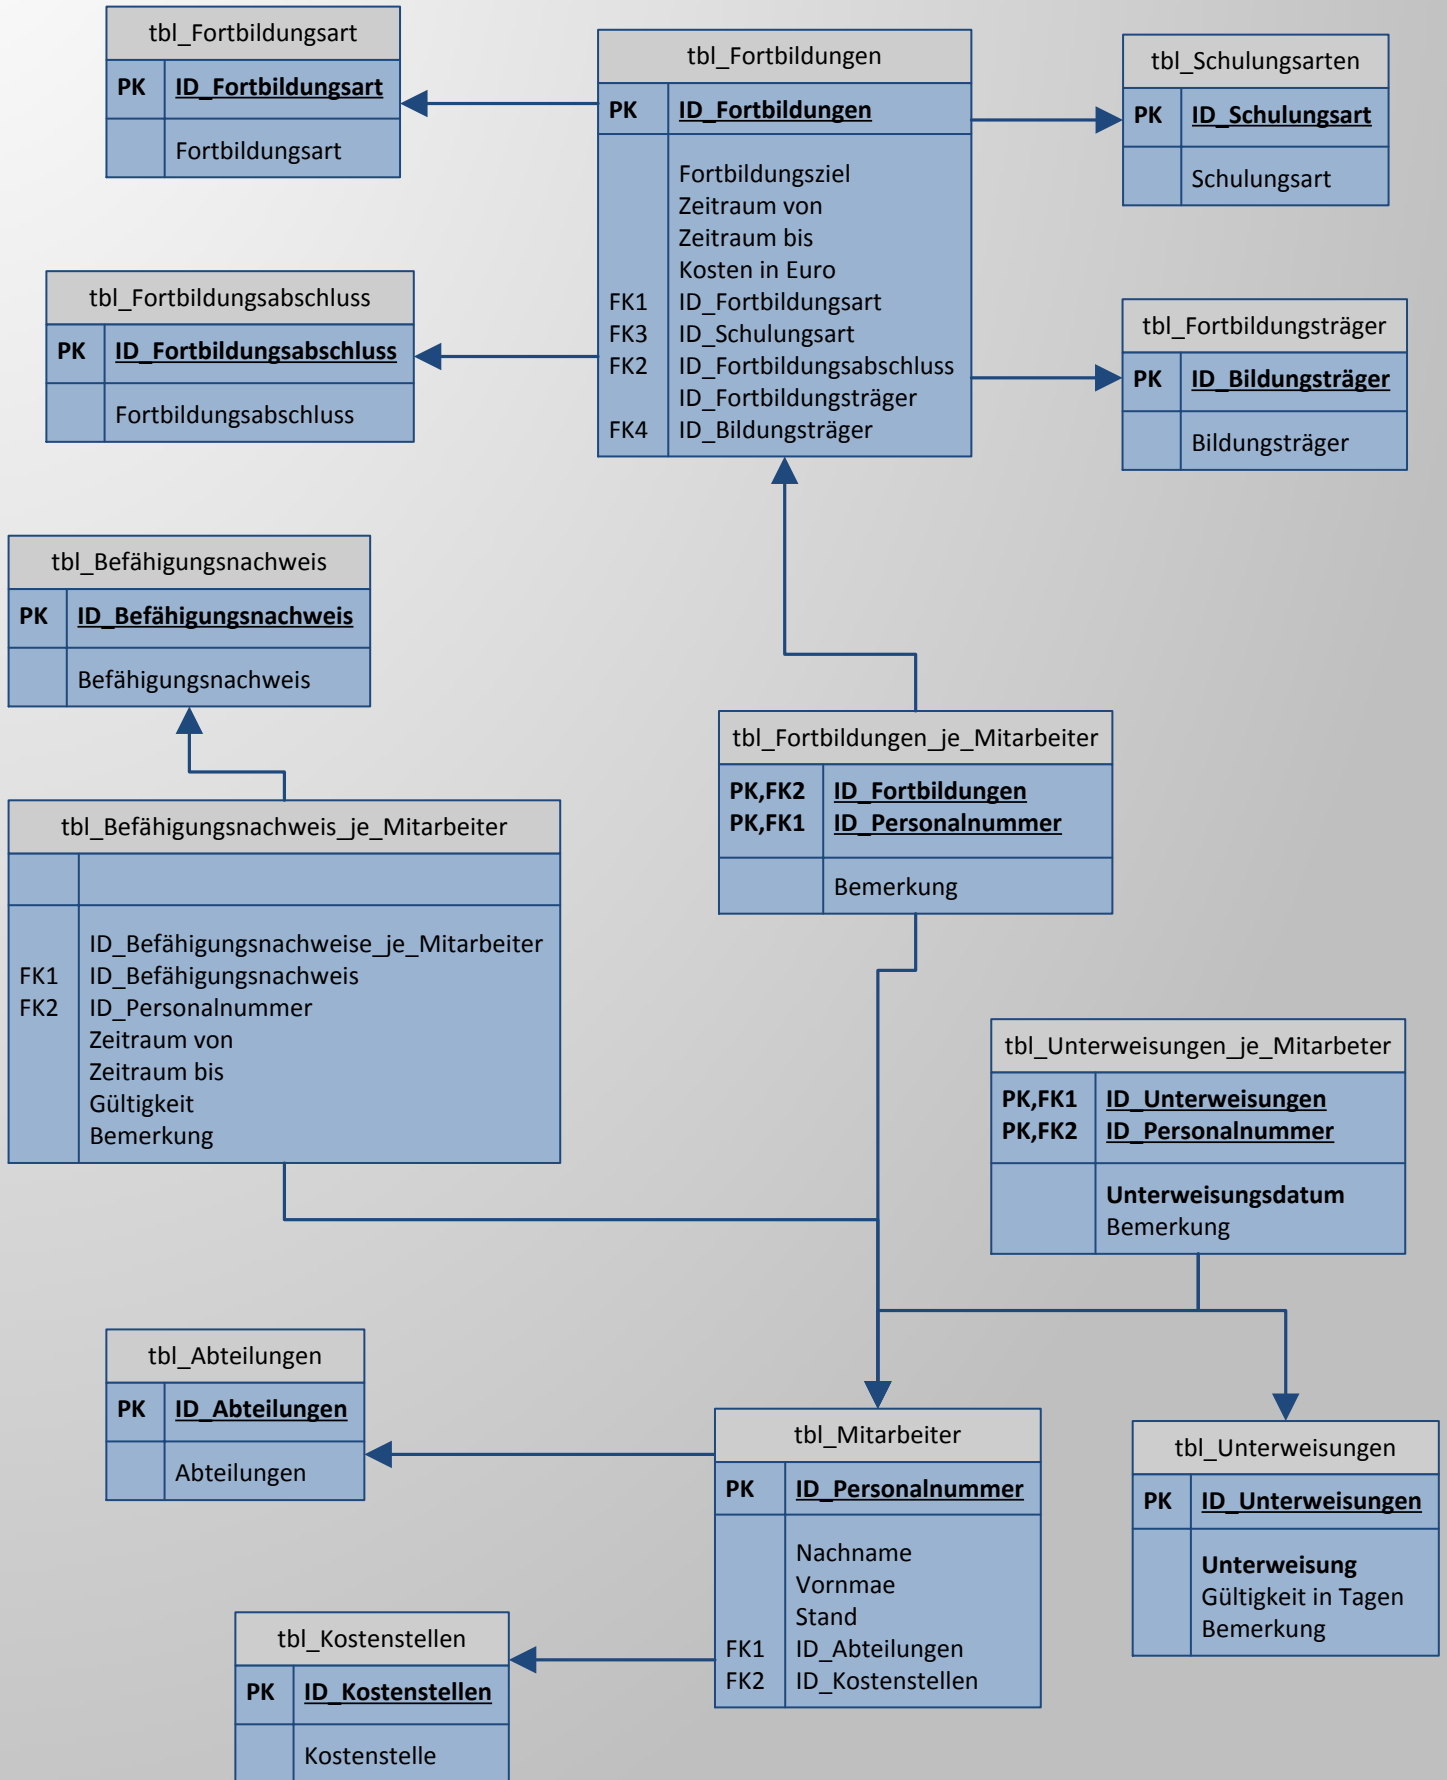 tbl_Fortbildungsart
PK ID_Fortbildungsart
Fortbildungsart
tbl_Fortbildungen
PK ID_Fortbildungen
Fortbildungsziel
Zeitraum von
Zeitraum bis
Kosten in Euro
FK1 ID_Fortbildungsart
FK3 ID_Schulungsart
FK2 ID_Fortbildungsabschluss
ID_Fortbildungsträger
FK4 ID_Bildungsträger
tbl_Schulungsarten
PK ID_Schulungsart
Schulungsart
tbl_Fortbildungsabschluss
PK ID_Fortbildungsabschluss
Fortbildungsabschluss
tbl_Fortbildungsträger
PK ID_Bildungsträger
Bildungsträger
tbl_Befähigungsnachweis
PK ID_Befähigungsnachweis
Befähigungsnachweis
tbl_Fortbildungen_je_Mitarbeiter
PK,FK2 ID_Fortbildungen
PK,FK1 ID_Personalnummer
Bemerkung
tbl_Befähigungsnachweis_je_Mitarbeiter
ID_Befähigungsnachweise_je_Mitarbeiter
FK1 ID_Befähigungsnachweis
FK2 ID_Personalnummer
Zeitraum von
Zeitraum bis
Gültigkeit
Bemerkung
tbl_Unterweisungen_je_Mitarbeter
PK,FK1 ID_Unterweisungen
PK,FK2 ID_Personalnummer
Unterweisungsdatum
Bemerkung
tbl_Abteilungen
PK ID_Abteilungen
Abteilungen
tbl_Mitarbeiter
PK ID_Personalnummer
Nachname
Vornmae
Stand
FK1 ID_Abteilungen
FK2 ID_Kostenstellen
tbl_Unterweisungen
PK ID_Unterweisungen
Unterweisung
Gültigkeit in Tagen
Bemerkung
tbl_Kostenstellen
PK ID_Kostenstellen
Kostenstelle